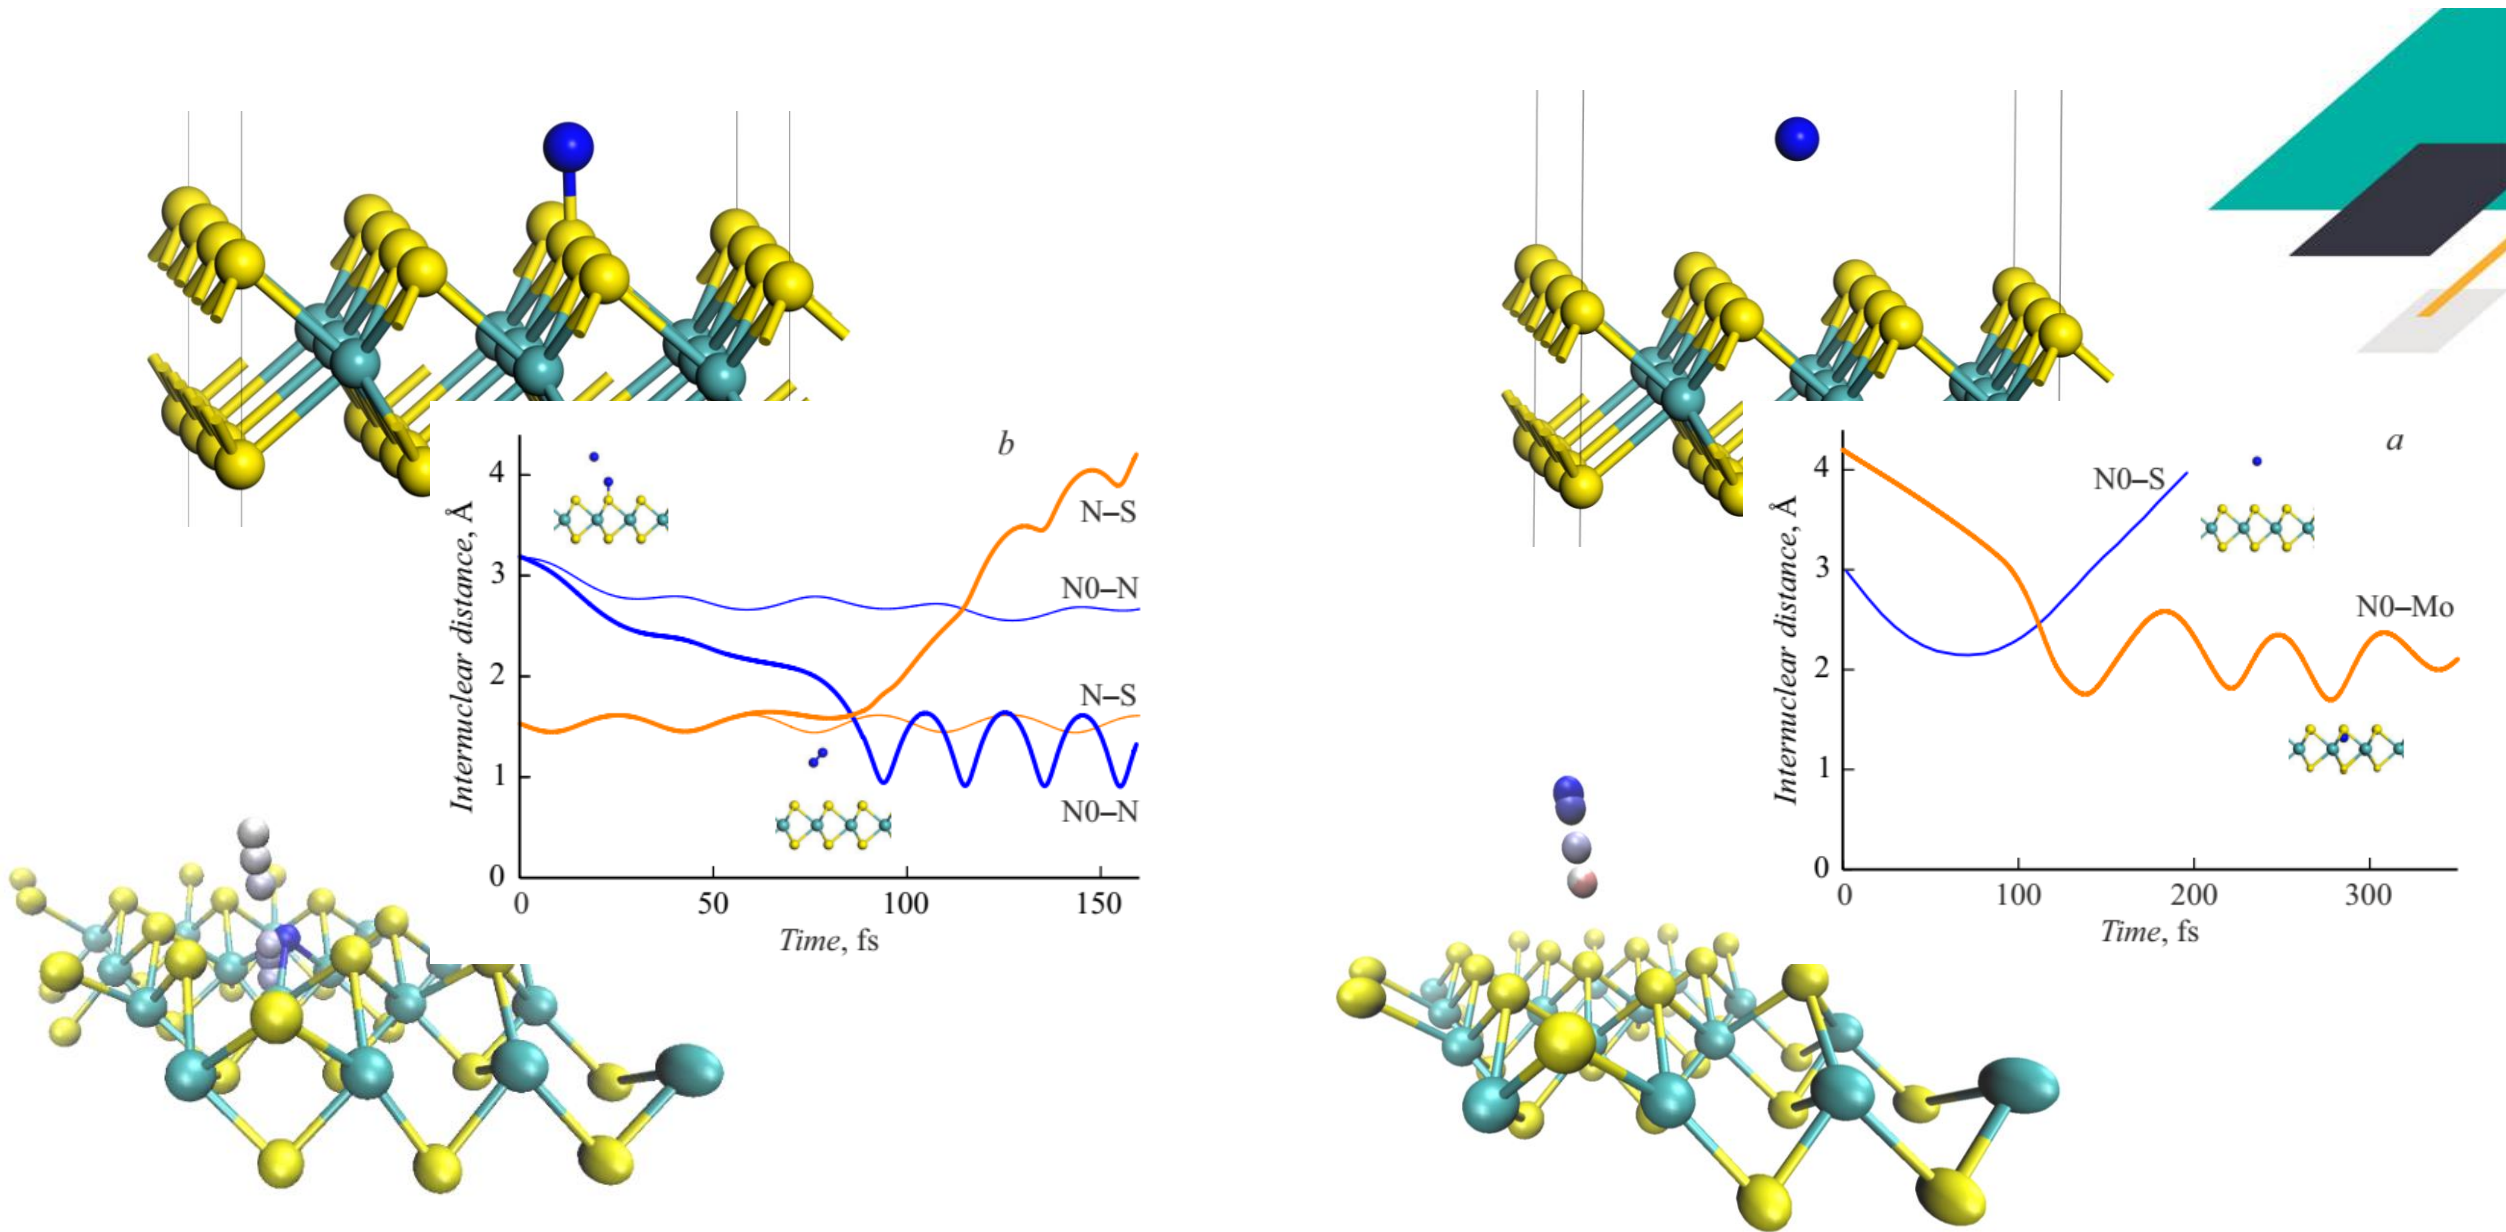 b
4
3
2
1
0
Internuclear distance, Å
N–S
N0–N
N–S
N0–N
0
50
100
150
Time, fs
a
4
3
2
1
0
Internuclear distance, Å
N0–S
N0–Mo
0
100
200
300
Time, fs